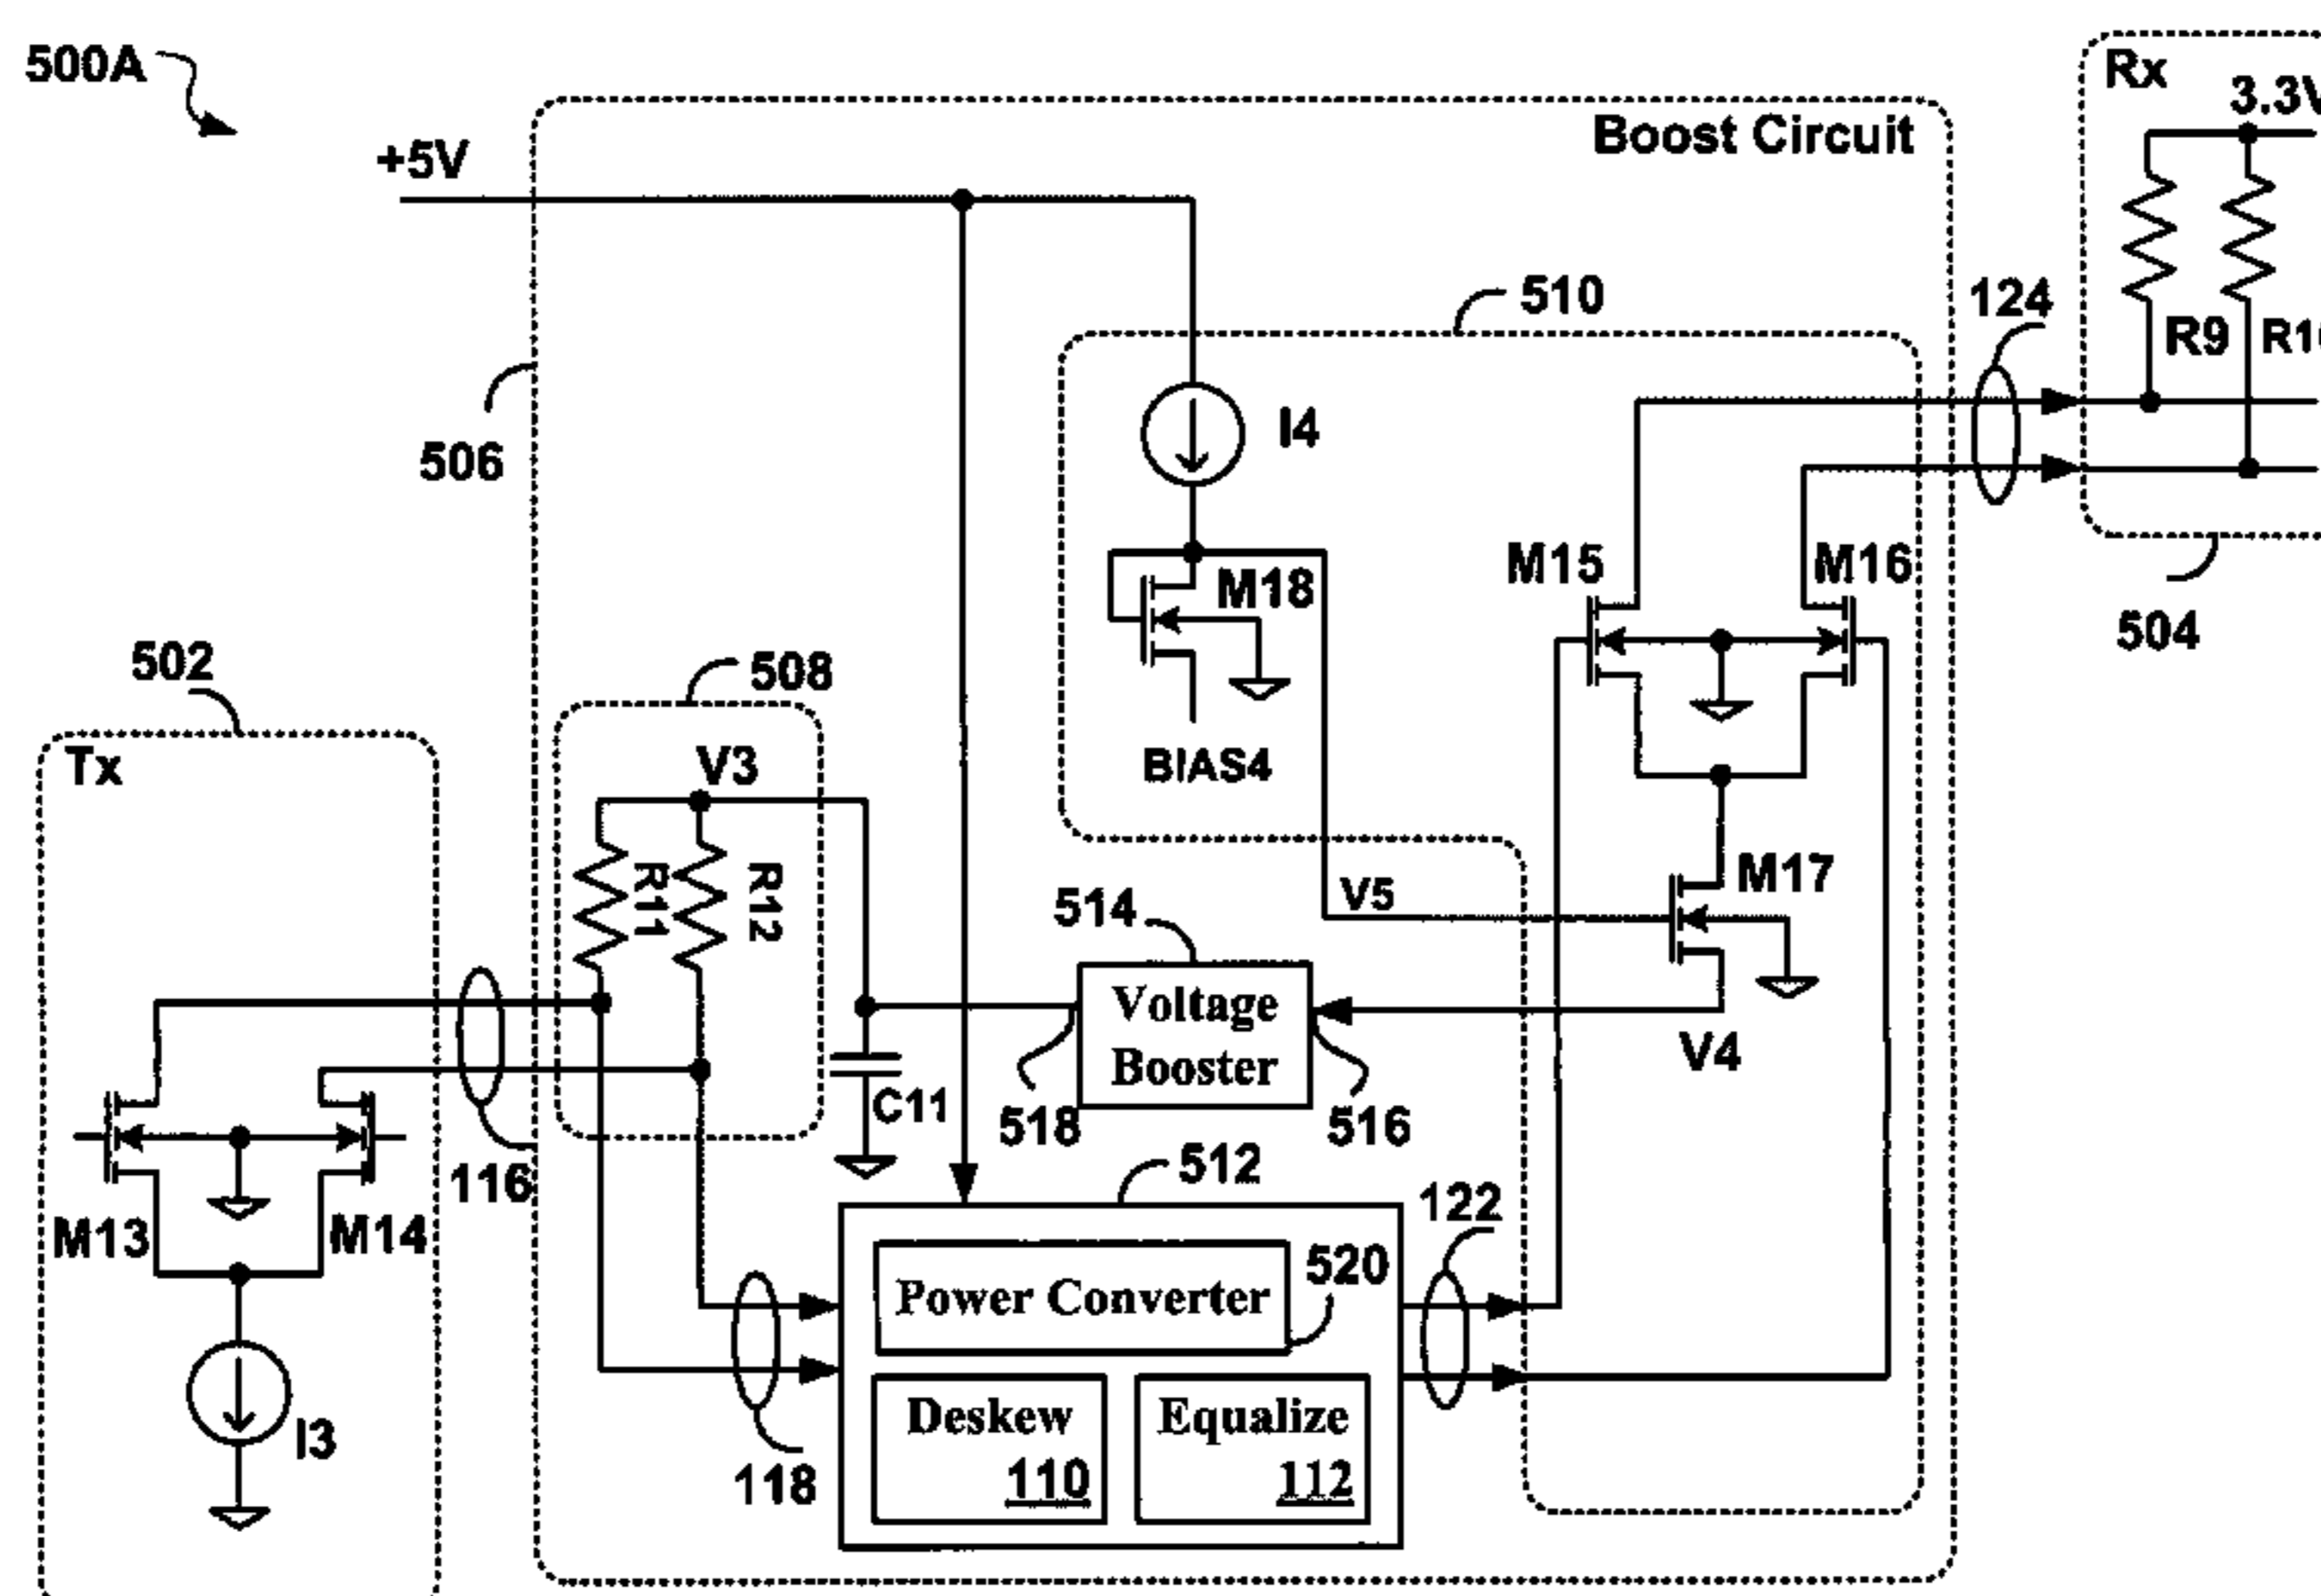 500A
+5V
Boost Circuit
Rx
3.3V
510
124
R9
R10
I4
506
M18
M15
M16
504
502
508
Tx
V3
BIAS4
R11
R12
514
V5
M17
Voltage
Booster
V4
C11
518
516
116
512
122
M13
M14
Power Converter
520
I3
118
Deskew
110
Equalize
112